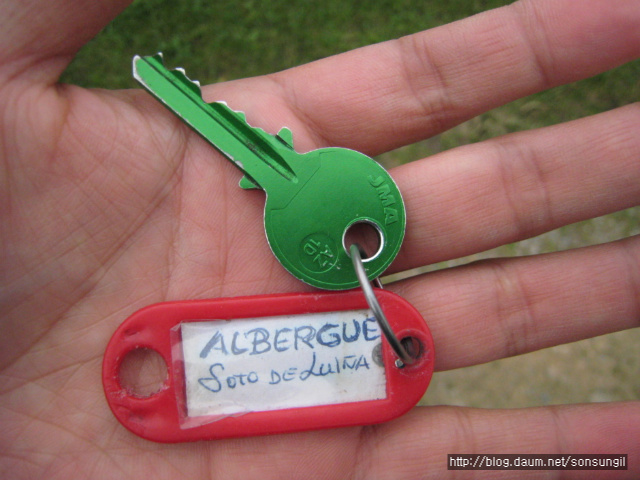 JMA
ALBERGUE
SOTO DE LUIÑA
http://blog.daum.net/sonsungil